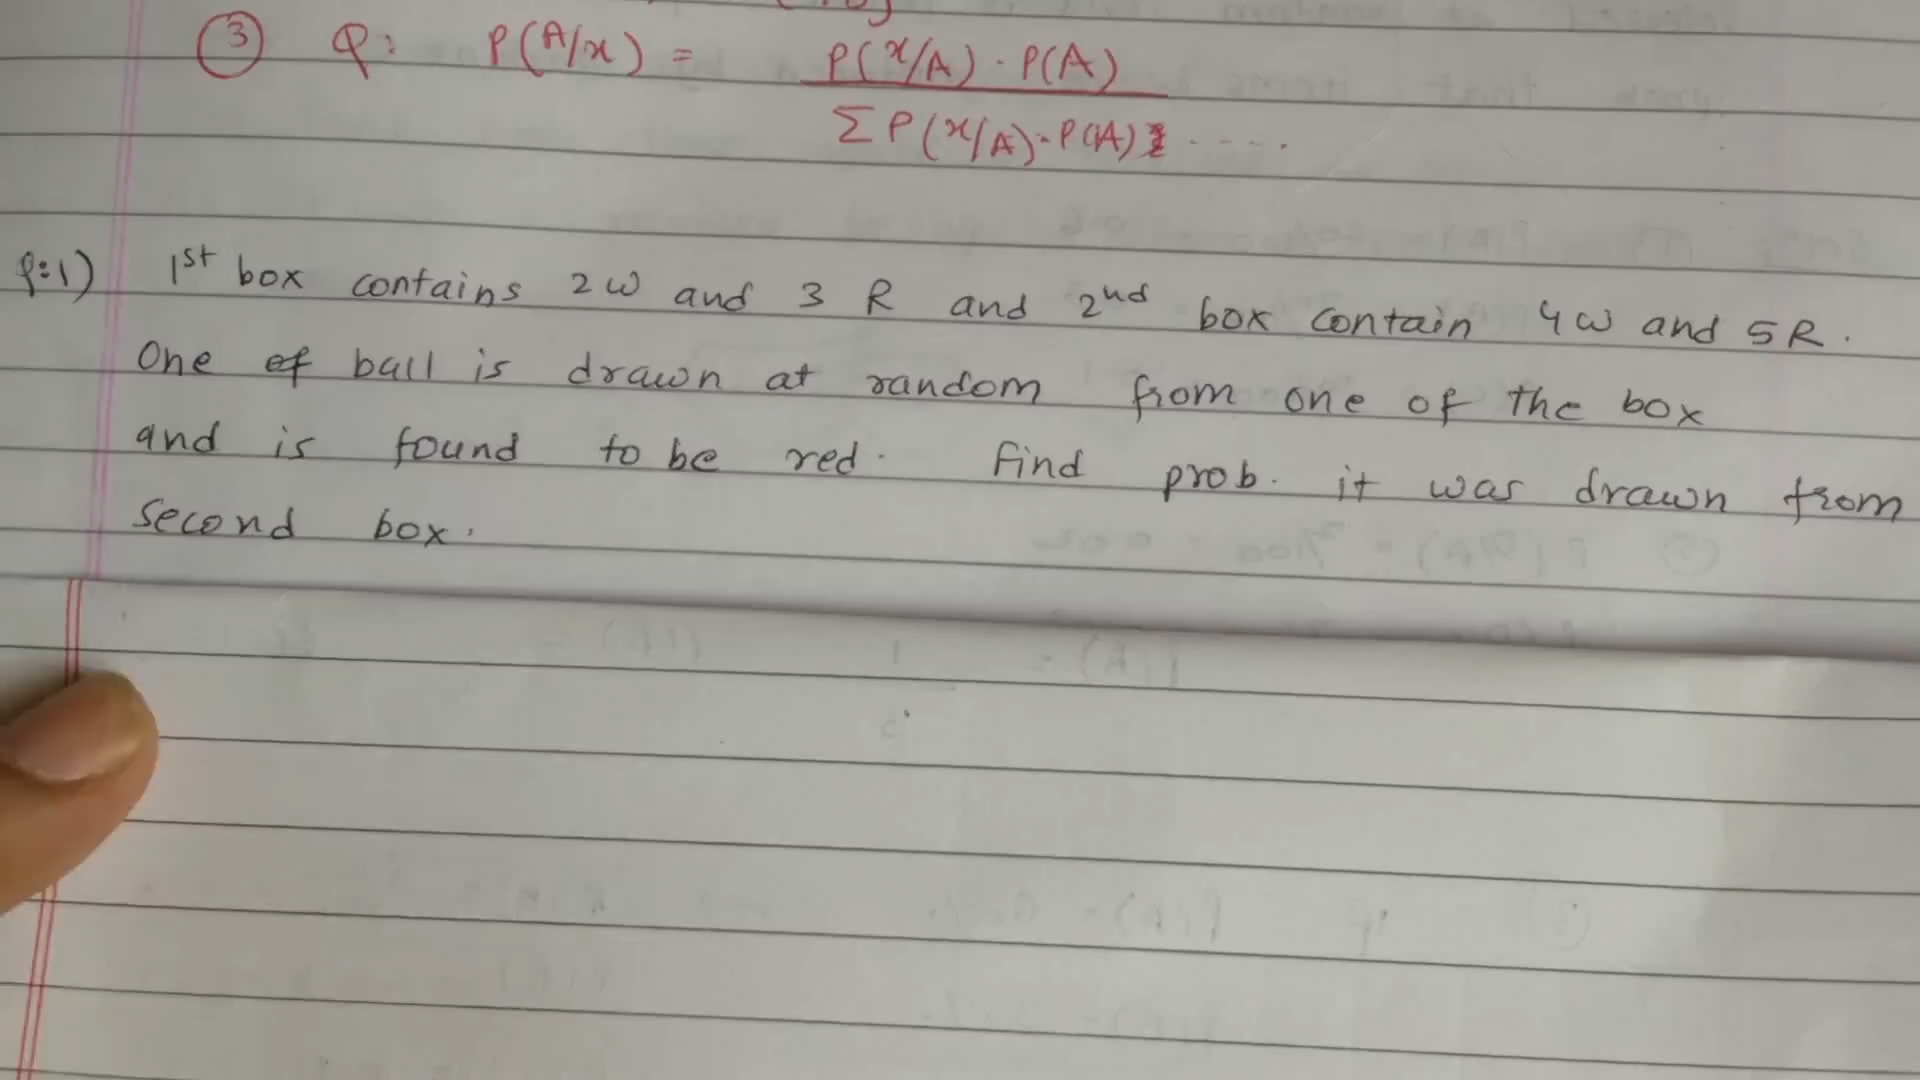 ③ Q: P(A/x) = P(x/A) · P(A)
Σ P(x/A) · P(A) ....
Q:1) 1st box contains 2W and 3 R and 2nd box contain 4W and 5R.
One of ball is drawn at random from one of the box
and is found to be red. Find prob. it was drawn from
second box.